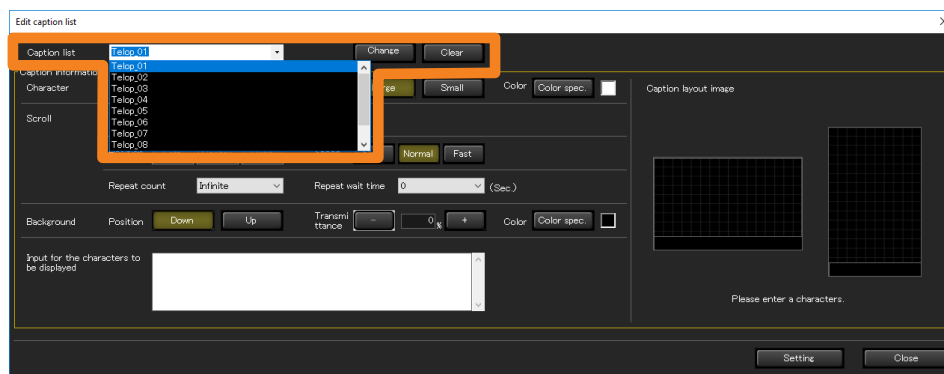 Edit caption list
Caption list Telop_01 Change Clear
Telop_01
Telop_02
Telop_03
Telop_04
Telop_05
Telop_06
Telop_07
Telop_08
Caption information
Character Small Color Color spec. Caption layout image
Scroll
Normal Fast
Repeat count Infinite Repeat wait time 0 (Sec.)
Background Position Down Up Transmi
ttance - 0 % + Color Color spec.
Input for the characters to
be displayed
Please enter a characters.
Setting Close